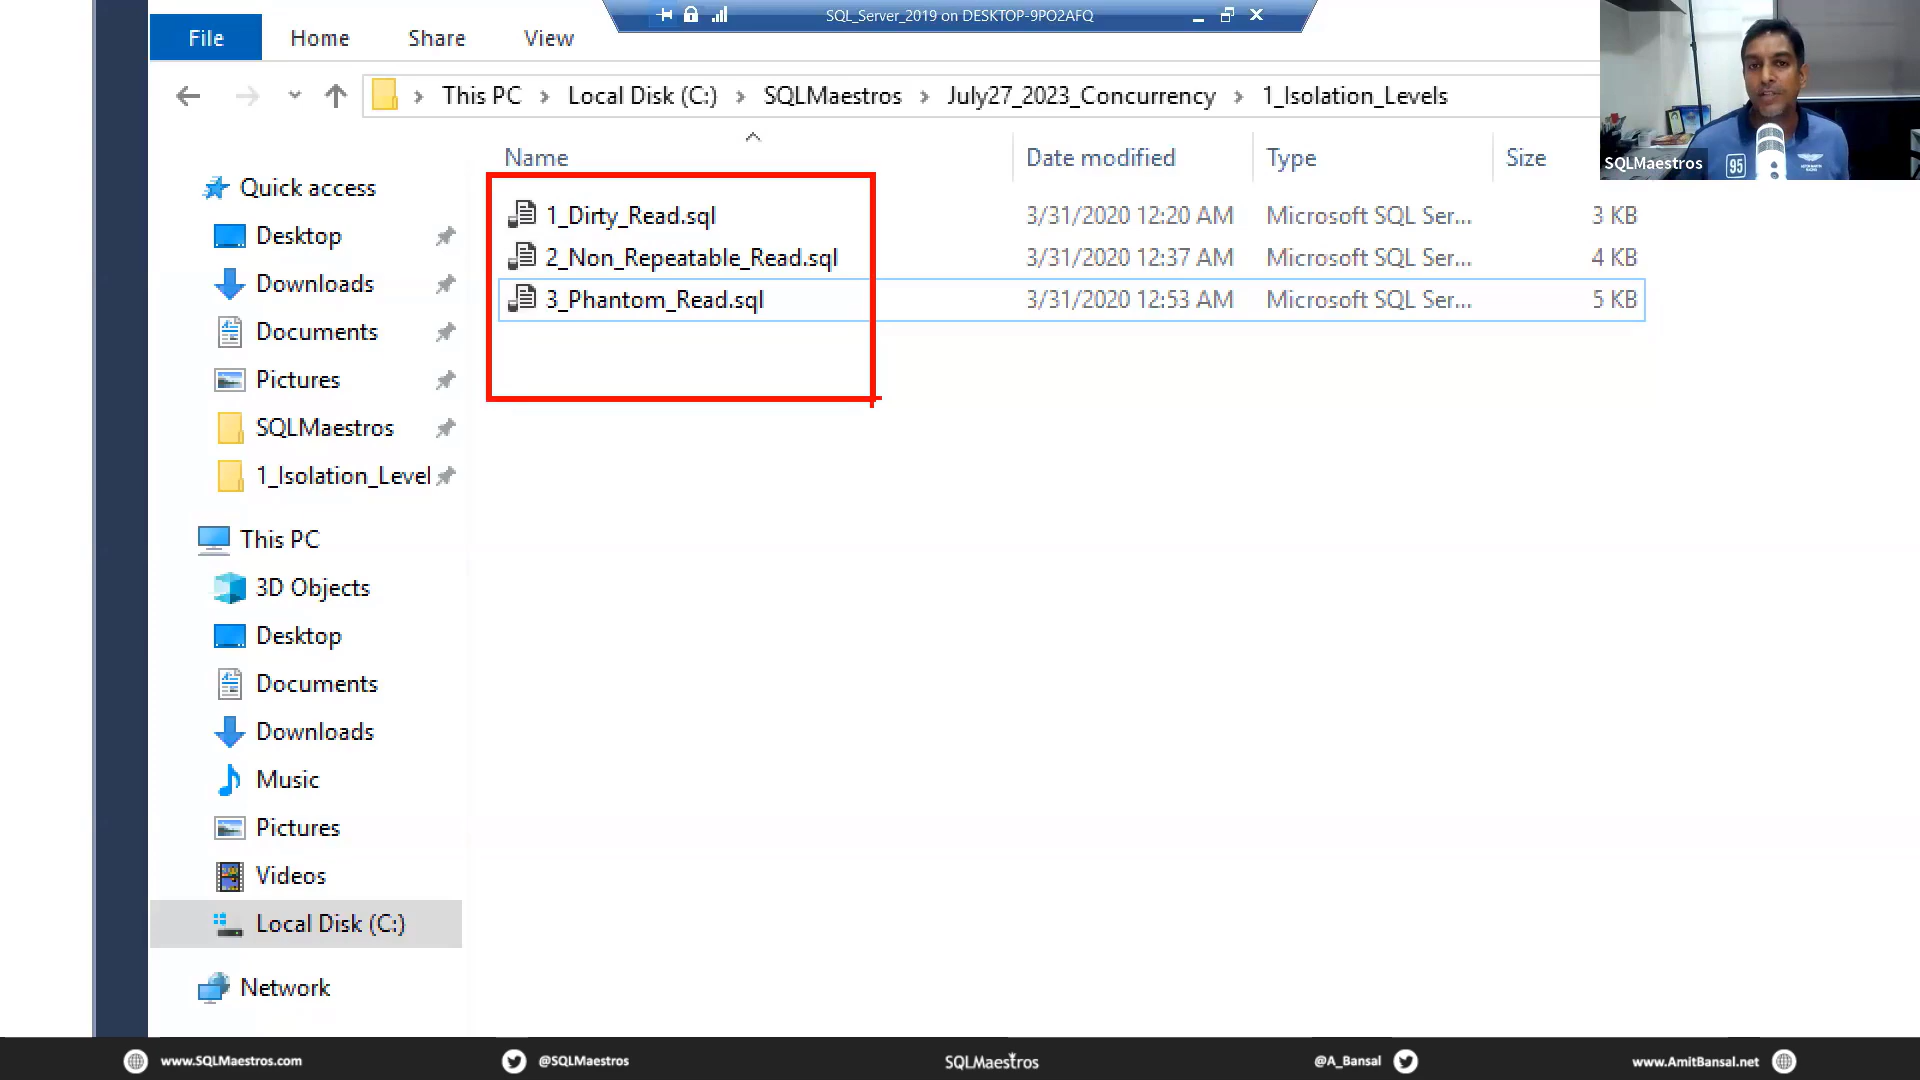 SQL_Server_2019 on DESKTOP-9PO2AFQ
File Home Share View
This PC > Local Disk (C:) > SQLMaestros > July27_2023_Concurrency > 1_Isolation_Levels
Name Date modified Type Size
1_Dirty_Read.sql 3/31/2020 12:20 AM Microsoft SQL Ser... 3 KB
2_Non_Repeatable_Read.sql 3/31/2020 12:37 AM Microsoft SQL Ser... 4 KB
3_Phantom_Read.sql 3/31/2020 12:53 AM Microsoft SQL Ser... 5 KB
Quick access
Desktop
Downloads
Documents
Pictures
SQLMaestros
1_Isolation_Level
This PC
3D Objects
Desktop
Documents
Downloads
Music
Pictures
Videos
Local Disk (C:)
Network
SQLMaestros
95
www.SQLMaestros.com @SQLMaestros SQLMaestros @A_Bansal www.AmitBansal.net